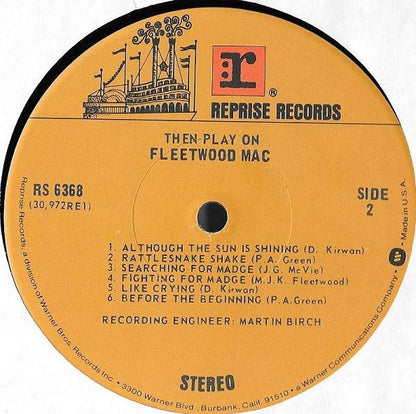 r
®
REPRISE RECORDS
THEN PLAY ON
FLEETWOOD MAC
RS 6368
(30,972RE1)
SIDE
2
1. ALTHOUGH THE SUN IS SHINING (D. Kirwan)
2. RATTLESNAKE SHAKE (P.A. Green)
3. SEARCHING FOR MADGE (J.G. McVie)
4. FIGHTING FOR MADGE (M.J.K. Fleetwood)
5. LIKE CRYING (D. Kirwan)
6. BEFORE THE BEGINNING (P.A.Green)
RECORDING ENGINEER: MARTIN BIRCH
STEREO
Reprise Records a division of Warner Bros. Records Inc. • 3300 Warner Blvd., Burbank, Calif. 91510 • a Warner Communications Company • W • Made in U.S.A.